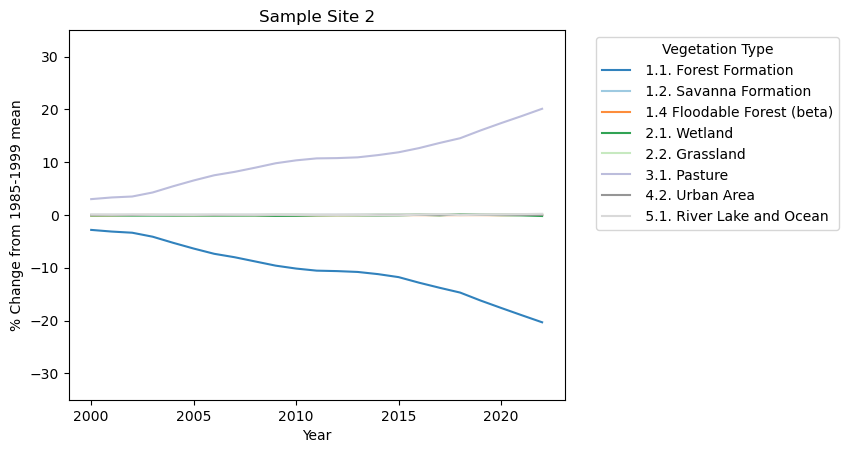 Sample Site 2
% Change from 1985-1999 mean
30
20
10
0
−10
−20
−30
2000
2005
2010
2015
2020
Year
Vegetation Type
1.1. Forest Formation
1.2. Savanna Formation
1.4 Floodable Forest (beta)
2.1. Wetland
2.2. Grassland
3.1. Pasture
4.2. Urban Area
5.1. River Lake and Ocean